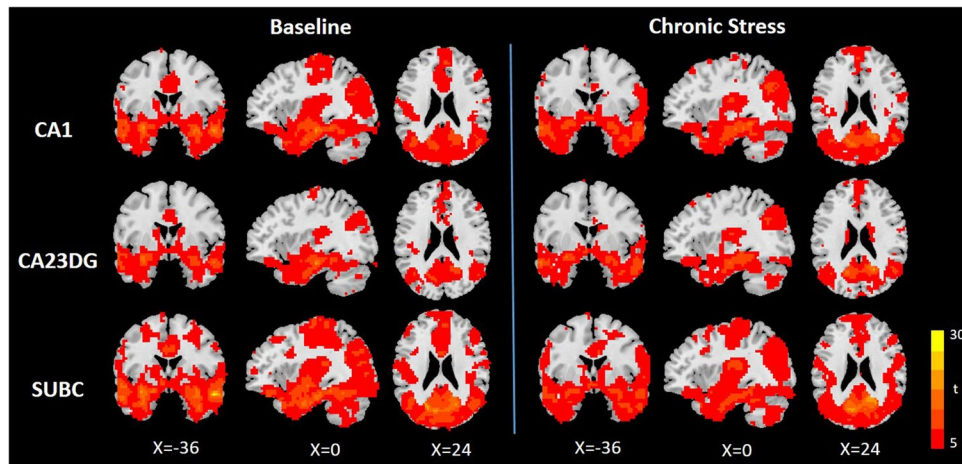 Baseline
Chronic Stress
CA1
CA23DG
SUBC
30
t
5
X=-36
X=0
X=24
X=-36
X=0
X=24